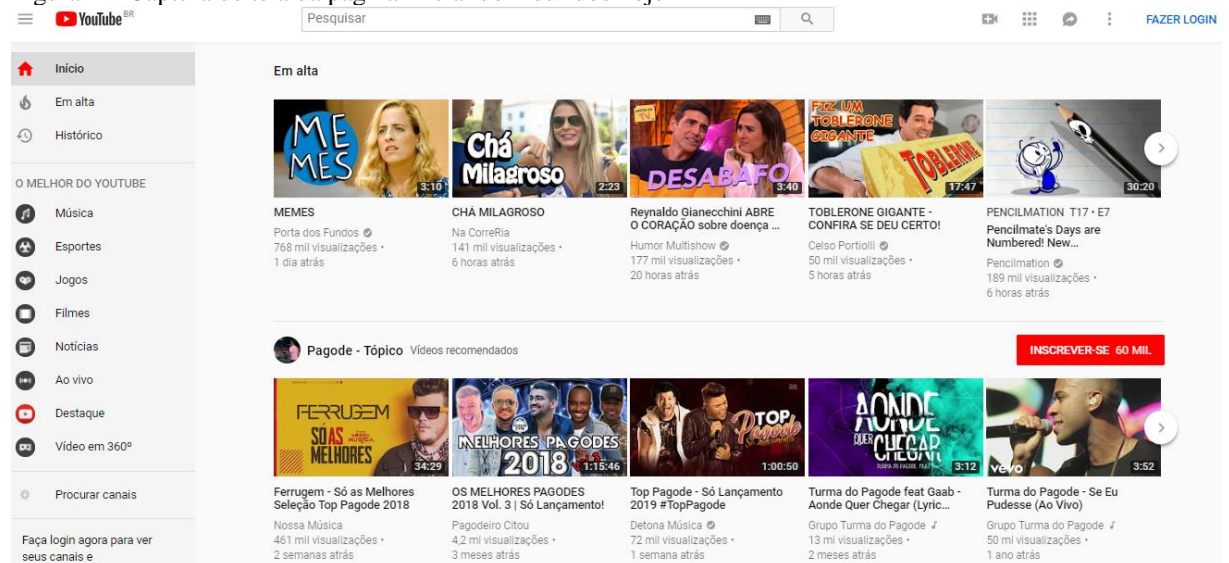 YouTube BR
Pesquisar
FAZER LOGIN
Início
Em alta
Histórico
O MELHOR DO YOUTUBE
Música
Esportes
Jogos
Filmes
Notícias
Ao vivo
Destaque
Vídeo em 360º
Procurar canais
Faça login agora para ver
seus canais e
Em alta
ME
MES
3:10
MEMES
Porta dos Fundos
768 mil visualizações •
1 dia atrás
Chá
Milagroso
2:23
CHÁ MILAGROSO
Na CorreRia
141 mil visualizações •
6 horas atrás
TV
DESABAFO
3:40
Reynaldo Gianecchini ABRE
O CORAÇÃO sobre doença ...
Humor Multishow
177 mil visualizações •
20 horas atrás
FIZ UM
TOBLERONE
GIGANTE
TOBLERONE
17:47
TOBLERONE GIGANTE -
CONFIRA SE DEU CERTO!
Celso Portiolli
50 mil visualizações •
5 horas atrás
30:20
PENCILMATION T17 • E7
Pencilmate's Days are
Numbered! New...
Pencilmation
189 mil visualizações •
6 horas atrás
Pagode - Tópico Vídeos recomendados
INSCREVER-SE 60 MIL
FERRUGEM
SÓ AS
MELHORES
34:29
Ferrugem - Só as Melhores
Seleção Top Pagode 2018
Nossa Música
461 mil visualizações •
2 semanas atrás
MELHORES PAGODES
2018
1:15:46
OS MELHORES PAGODES
2018 Vol. 3 | Só Lançamento!
Pagodeiro Citou
4,2 mi visualizações •
3 meses atrás
TOP
Pagode
1:00:50
Top Pagode - Só Lançamento
2019 #TopPagode
Detona Música
72 mil visualizações •
1 semana atrás
AONDE
QUER CHEGAR
TURMA DO PAGODE FEAT
3:12
Turma do Pagode feat Gaab -
Aonde Quer Chegar (Lyric...
Grupo Turma do Pagode
13 mi visualizações •
2 meses atrás
vevo
3:52
Turma do Pagode - Se Eu
Pudesse (Ao Vivo)
Grupo Turma do Pagode
50 mi visualizações •
1 ano atrás